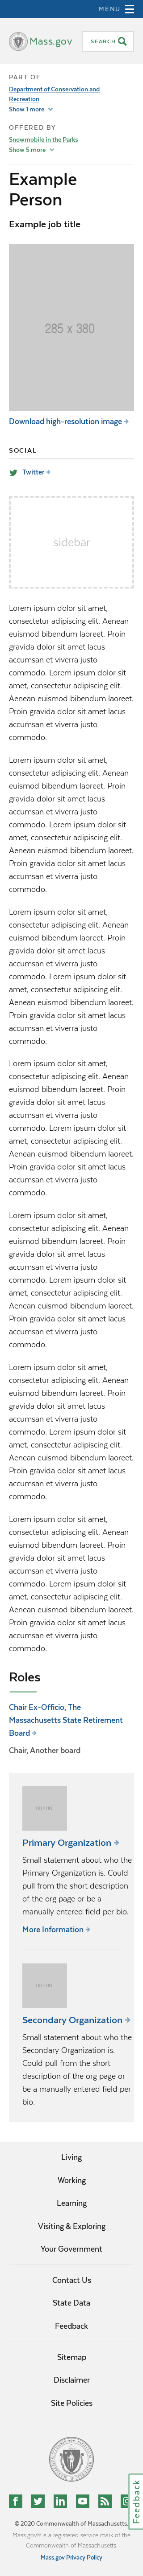 MENU
Mass.gov
SEARCH
PART OF
Department of Conservation and
Recreation
Show 1 more
OFFERED BY
Snowmobile in the Parks
Show 5 more
Example
Person
Example job title
285 x 380
Download high-resolution image
SOCIAL
Twitter
sidebar
Lorem ipsum dolor sit amet,
consectetur adipiscing elit. Aenean
euismod bibendum laoreet. Proin
gravida dolor sit amet lacus
accumsan et viverra justo
commodo. Lorem ipsum dolor sit
amet, consectetur adipiscing elit.
Aenean euismod bibendum laoreet.
Proin gravida dolor sit amet lacus
accumsan et viverra justo
commodo.
Lorem ipsum dolor sit amet,
consectetur adipiscing elit. Aenean
euismod bibendum laoreet. Proin
gravida dolor sit amet lacus
accumsan et viverra justo
commodo. Lorem ipsum dolor sit
amet, consectetur adipiscing elit.
Aenean euismod bibendum laoreet.
Proin gravida dolor sit amet lacus
accumsan et viverra justo
commodo.
Lorem ipsum dolor sit amet,
consectetur adipiscing elit. Aenean
euismod bibendum laoreet. Proin
gravida dolor sit amet lacus
accumsan et viverra justo
commodo. Lorem ipsum dolor sit
amet, consectetur adipiscing elit.
Aenean euismod bibendum laoreet.
Proin gravida dolor sit amet lacus
accumsan et viverra justo
commodo.
Lorem ipsum dolor sit amet,
consectetur adipiscing elit. Aenean
euismod bibendum laoreet. Proin
gravida dolor sit amet lacus
accumsan et viverra justo
commodo. Lorem ipsum dolor sit
amet, consectetur adipiscing elit.
Aenean euismod bibendum laoreet.
Proin gravida dolor sit amet lacus
accumsan et viverra justo
commodo.
Lorem ipsum dolor sit amet,
consectetur adipiscing elit. Aenean
euismod bibendum laoreet. Proin
gravida dolor sit amet lacus
accumsan et viverra justo
commodo. Lorem ipsum dolor sit
amet, consectetur adipiscing elit.
Aenean euismod bibendum laoreet.
Proin gravida dolor sit amet lacus
accumsan et viverra justo
commodo.
Lorem ipsum dolor sit amet,
consectetur adipiscing elit. Aenean
euismod bibendum laoreet. Proin
gravida dolor sit amet lacus
accumsan et viverra justo
commodo. Lorem ipsum dolor sit
amet, consectetur adipiscing elit.
Aenean euismod bibendum laoreet.
Proin gravida dolor sit amet lacus
accumsan et viverra justo
commodo.
Lorem ipsum dolor sit amet,
consectetur adipiscing elit. Aenean
euismod bibendum laoreet. Proin
gravida dolor sit amet lacus
accumsan et viverra justo
commodo. Lorem ipsum dolor sit
amet, consectetur adipiscing elit.
Aenean euismod bibendum laoreet.
Proin gravida dolor sit amet lacus
accumsan et viverra justo
commodo.
Roles
Chair Ex-Officio, The
Massachusetts State Retirement
Board
Chair, Another board
Primary Organization
Small statement about who the
Primary Organization is. Could
pull from the short description
of the org page or be a
manually entered field per bio.
More Information
Secondary Organization
Small statement about who the
Secondary Organization is.
Could pull from the short
description of the org page or
be a manually entered field per
bio.
Living
Working
Learning
Visiting & Exploring
Your Government
Contact Us
State Data
Feedback
Sitemap
Disclaimer
Site Policies
Feedback
© 2020 Commonwealth of Massachusetts.
Mass.gov® is a registered service mark of the
Commonwealth of Massachusetts.
Mass.gov Privacy Policy